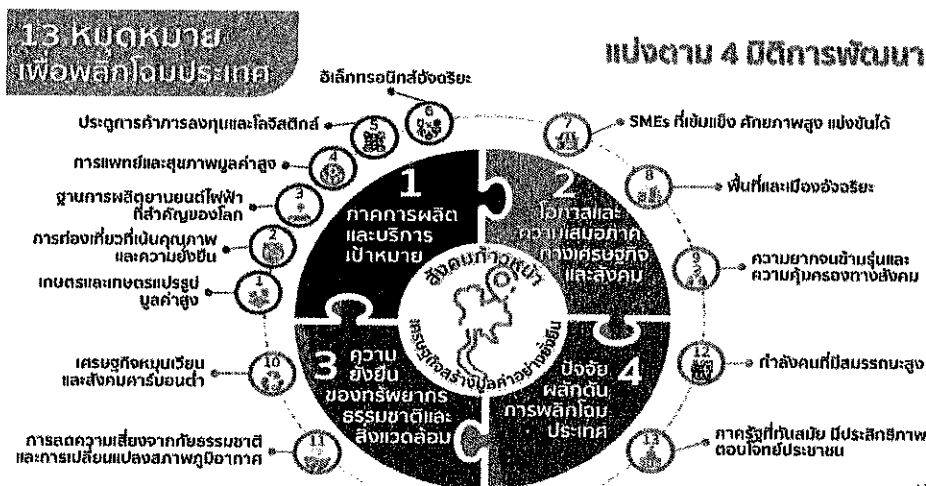 13 หมุดหมาย
เพื่อพลิกโฉมประเทศ
แบ่งตาม 4 มิติการพัฒนา
อิเล็กทรอนิกส์อัจฉริยะ
6
ประตูการค้าการลงทุนและโลจิสติกส์
5
การแพทย์และสุขภาพมูลค่าสูง
4
ฐานการผลิตยานยนต์ไฟฟ้า
ที่สำคัญของโลก
3
การท่องเที่ยวที่เน้นคุณภาพ
และความยั่งยืน
2
เกษตรและเกษตรแปรรูป
มูลค่าสูง
1
7
SMEs ที่เข้มแข็ง ศักยภาพสูง แข่งขันได้
8
พื้นที่และเมืองอัจฉริยะ
9
ความยากจนข้ามรุ่นและ
ความคุ้มครองทางสังคม
1
ภาคการผลิต
และบริการ
เป้าหมาย
2
โอกาสและ
ความเสมอภาค
ทางเศรษฐกิจ
และสังคม
สังคมก้าวหน้า
เศรษฐกิจสร้างมูลค่าอย่างยั่งยืน
3
ความ
ยั่งยืน
ของทรัพยากร
ธรรมชาติและ
สิ่งแวดล้อม
4
ปัจจัย
ผลักดัน
การพลิกโฉม
ประเทศ
เศรษฐกิจหมุนเวียน
และสังคมคาร์บอนต่ำ
10
การลดความเสี่ยงจากภัยธรรมชาติ
และการเปลี่ยนแปลงสภาพภูมิอากาศ
11
12
กำลังคนที่มีสมรรถนะสูง
13
ภาครัฐที่ทันสมัย มีประสิทธิภาพ
ตอบโจทย์ประชาชน